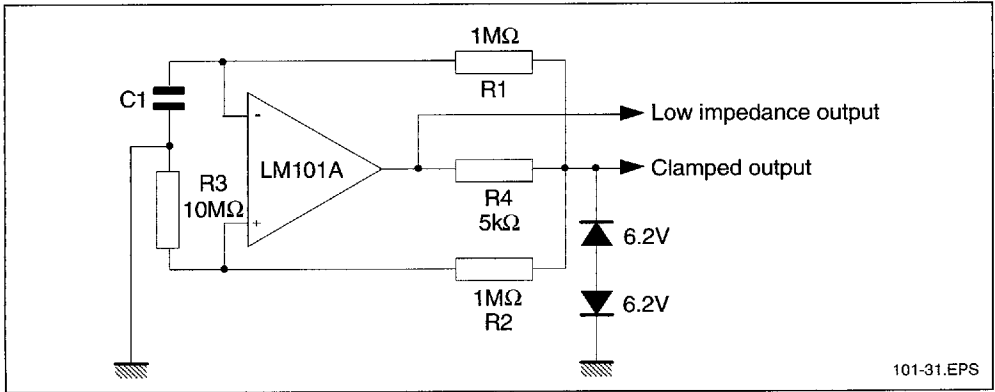 1MΩ
R1
C1
Low impedance output
-
LM101A
Clamped output
R3
10MΩ
R4
5kΩ
+
6.2V
6.2V
1MΩ
R2
101-31.EPS